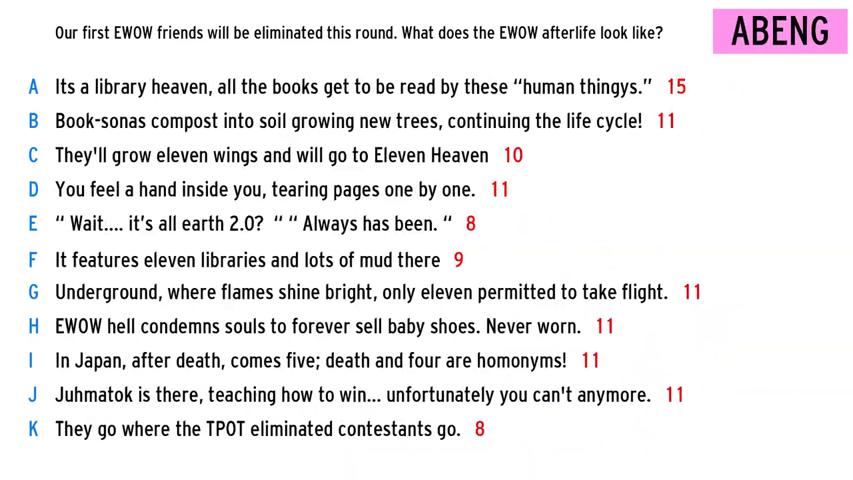 Our first EWOW friends will be eliminated this round. What does the EWOW afterlife look like?
ABENG
A Its a library heaven, all the books get to be read by these “human thingys.” 15
B Book-sonas compost into soil growing new trees, continuing the life cycle! 11
C They'll grow eleven wings and will go to Eleven Heaven 10
D You feel a hand inside you, tearing pages one by one. 11
E “ Wait.... it’s all earth 2.0? “ “ Always has been. “ 8
F It features eleven libraries and lots of mud there 9
G Underground, where flames shine bright, only eleven permitted to take flight. 11
H EWOW hell condemns souls to forever sell baby shoes. Never worn. 11
I In Japan, after death, comes five; death and four are homonyms! 11
J Juhmatok is there, teaching how to win... unfortunately you can't anymore. 11
K They go where the TPOT eliminated contestants go. 8